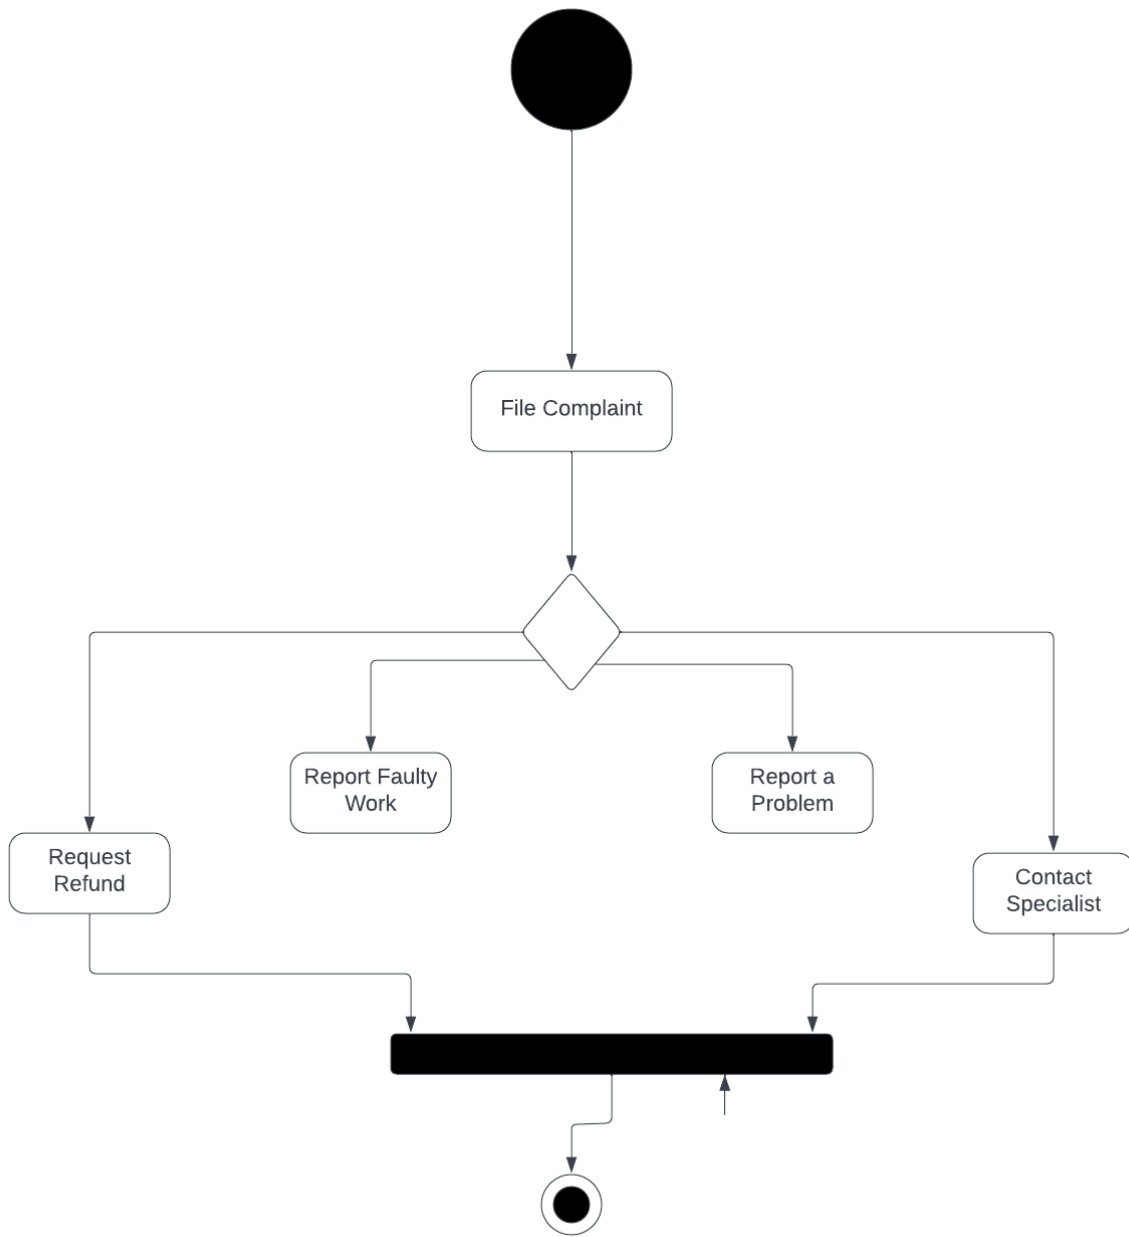 File Complaint
Report Faulty
Work
Report a
Problem
Request
Refund
Contact
Specialist